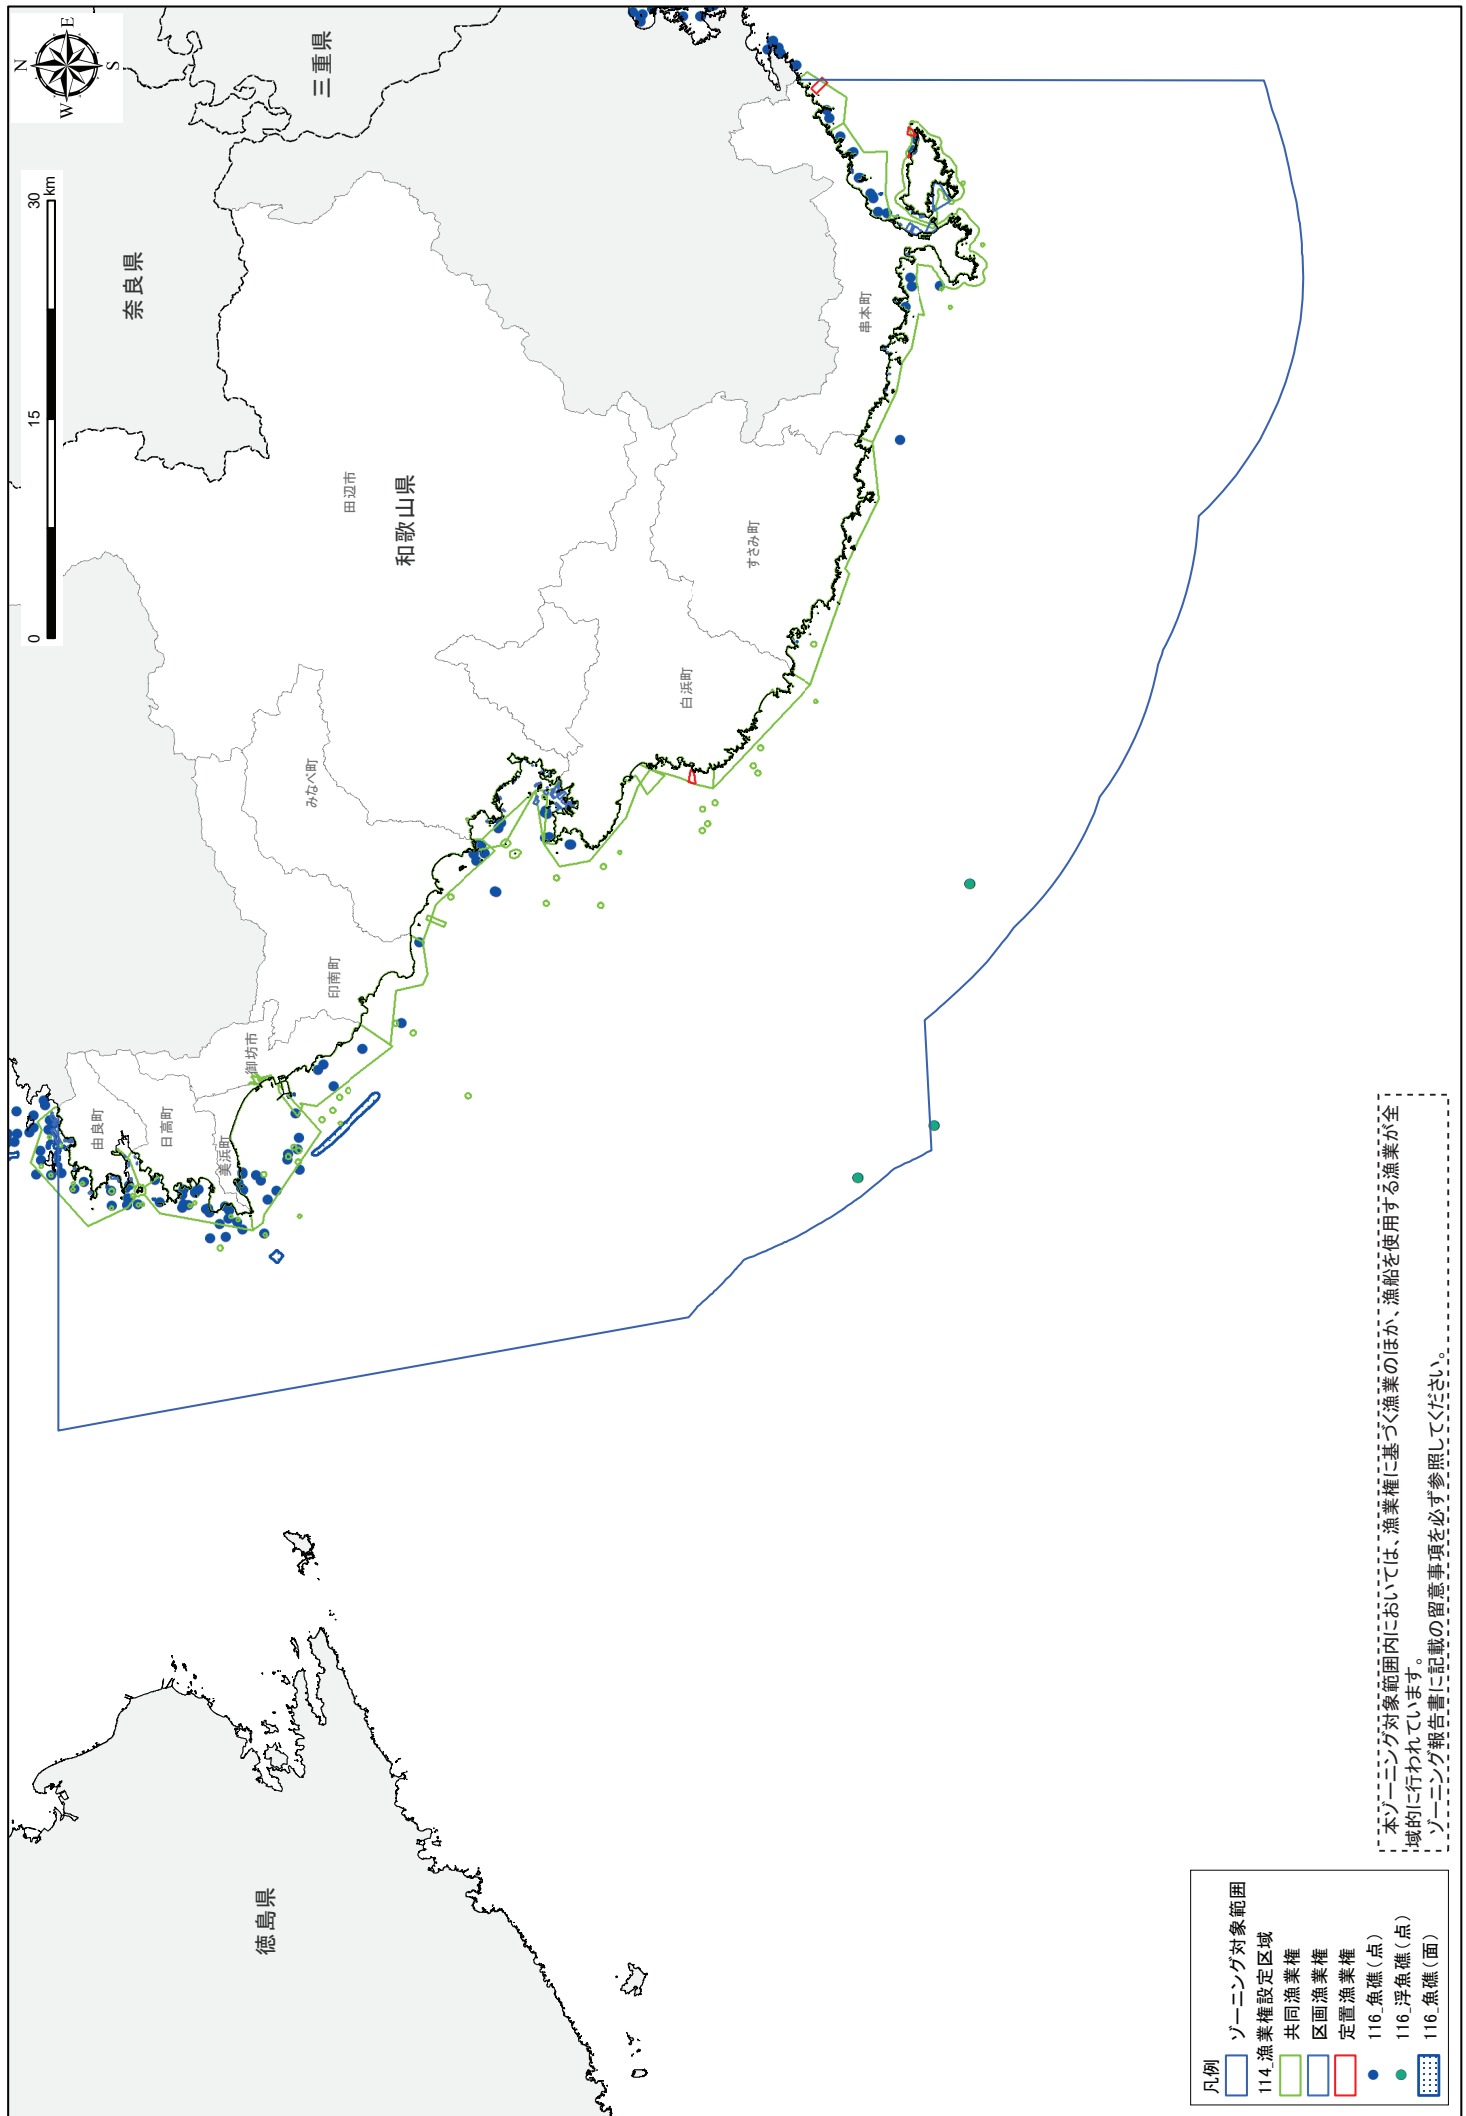 N
E
S
W
0
15
30
km
奈良県
三重県
和歌山県
徳島県
田辺市
みなべ町
印南町
御坊市
由良町
日高町
美浜町
白浜町
すさみ町
串本町
本ゾーニング対象範囲内においては、漁業権に基づく漁業のほか、漁船を使用する漁業が全
域的に行われています。
ゾーニング報告書に記載の留意事項を必ず参照してください。
凡例
ゾーニング対象範囲
114_漁業権設定区域
共同漁業権
区画漁業権
定置漁業権
116_魚礁(点)
116_浮魚礁(点)
116_魚礁(面)